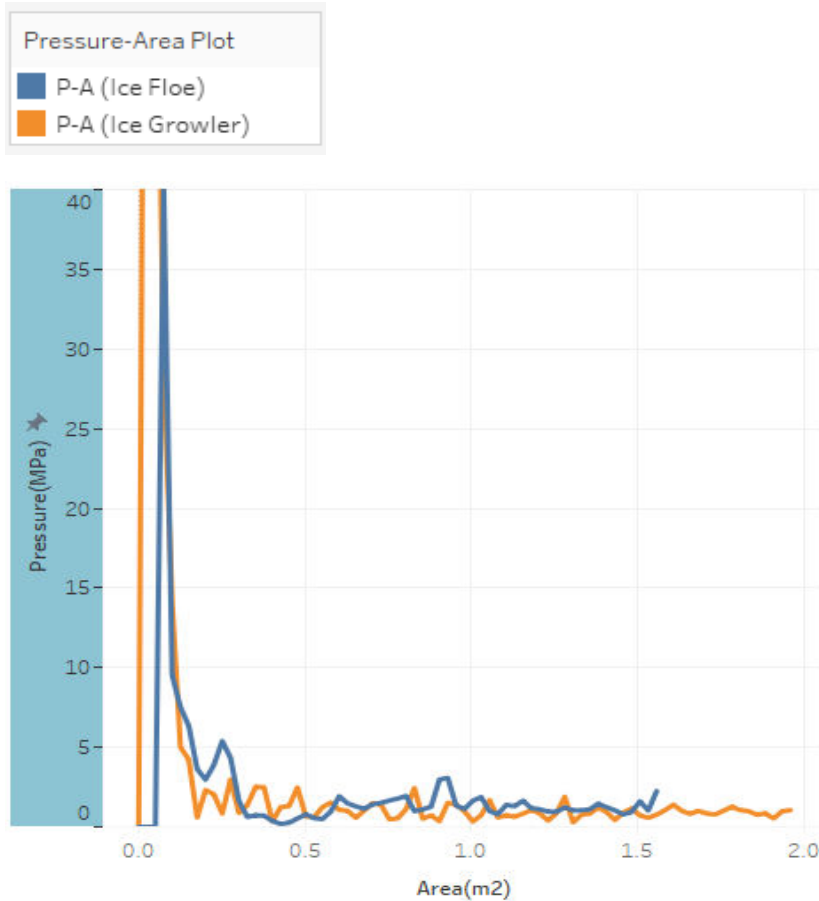 Pressure-Area Plot
P-A (Ice Floe)
P-A (Ice Growler)
40
35
30
25
20
15
10
5
0
Pressure(MPa)
0.0 0.5 1.0 1.5 2.0
Area(m2)